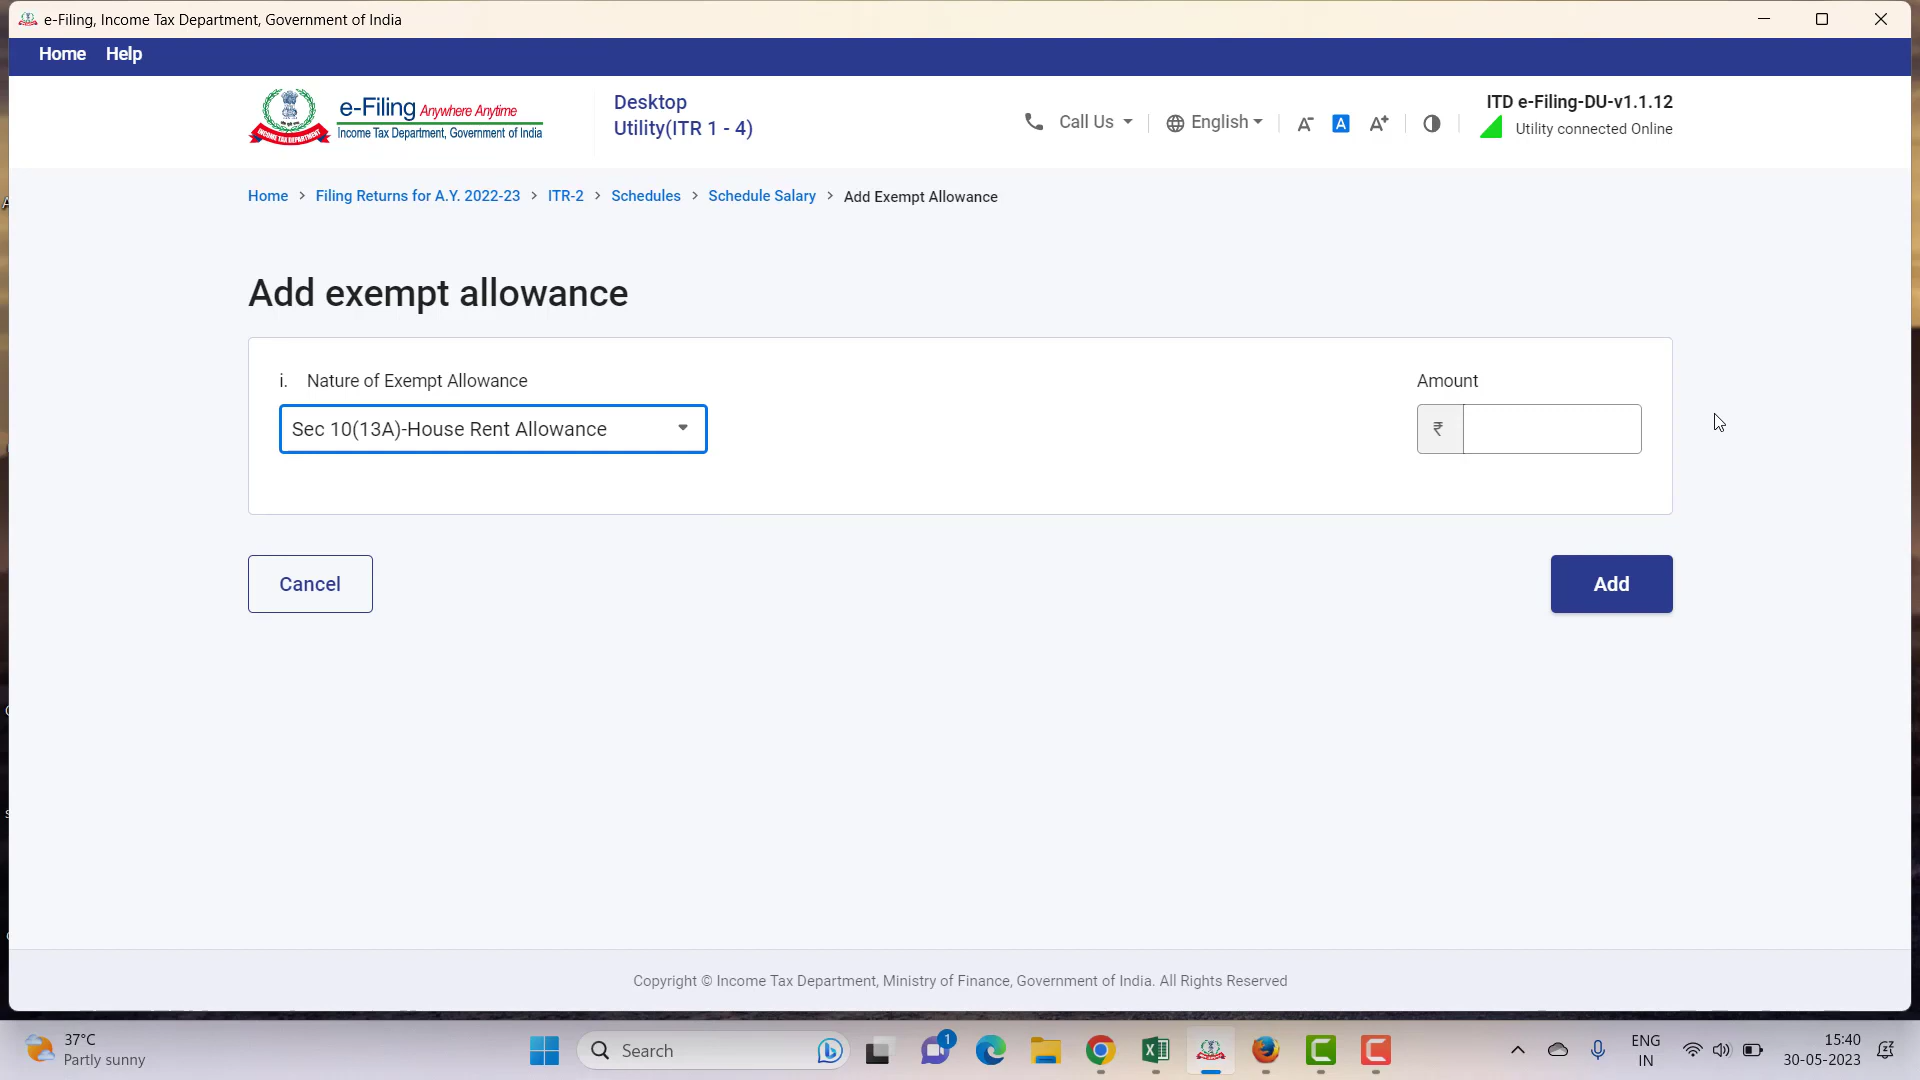 e-Filing, Income Tax Department, Government of India
Home Help
e-Filing Anywhere Anytime
Income Tax Department, Government of India
INCOME TAX DEPARTMENT
Desktop
Utility(ITR 1 - 4)
Call Us
English
A-
A
A+
ITD e-Filing-DU-v1.1.12
Utility connected Online
Home > Filing Returns for A.Y. 2022-23 > ITR-2 > Schedules > Schedule Salary > Add Exempt Allowance
Add exempt allowance
i. Nature of Exempt Allowance
Amount
Sec 10(13A)-House Rent Allowance
₹
Cancel
Add
Copyright © Income Tax Department, Ministry of Finance, Government of India. All Rights Reserved
37°C
Partly sunny
Search
1
ENG
IN
15:40
30-05-2023